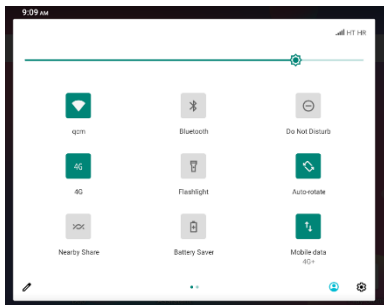 9:09 AM
HT HR
qcm
Bluetooth
Do Not Disturb
4G
4G
Flashlight
Auto-rotate
Nearby Share
Battery Saver
Mobile data
4G+